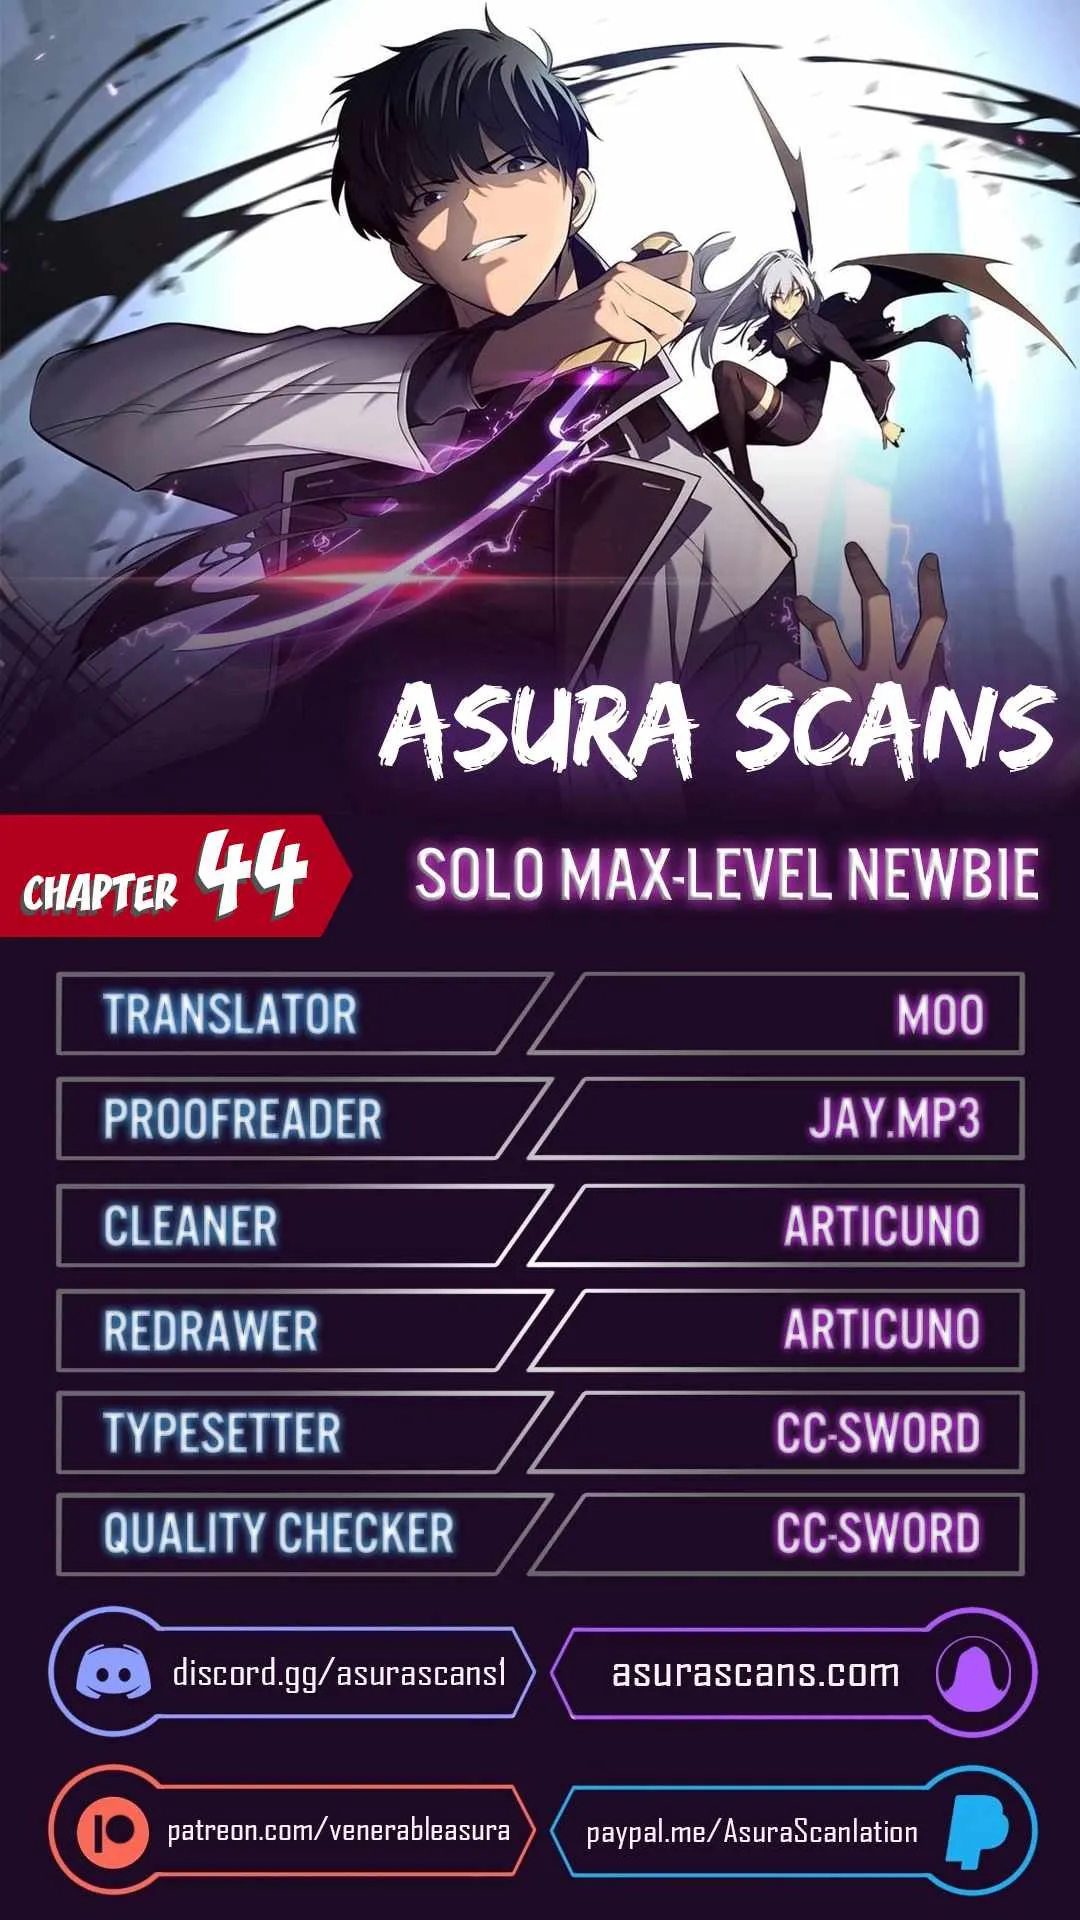 ASURA SCANS
CHAPTER 44
SOLO MAX-LEVEL NEWBIE
TRANSLATOR MOO
PROOFREADER JAY.MP3
CLEANER ARTICUNO
REDRAWER ARTICUNO
TYPESETTER CC-SWORD
QUALITY CHECKER CC-SWORD
discord.gg/asurascans1 asurascans.com
patreon.com/venerableasura paypal.me/AsuraScanlation